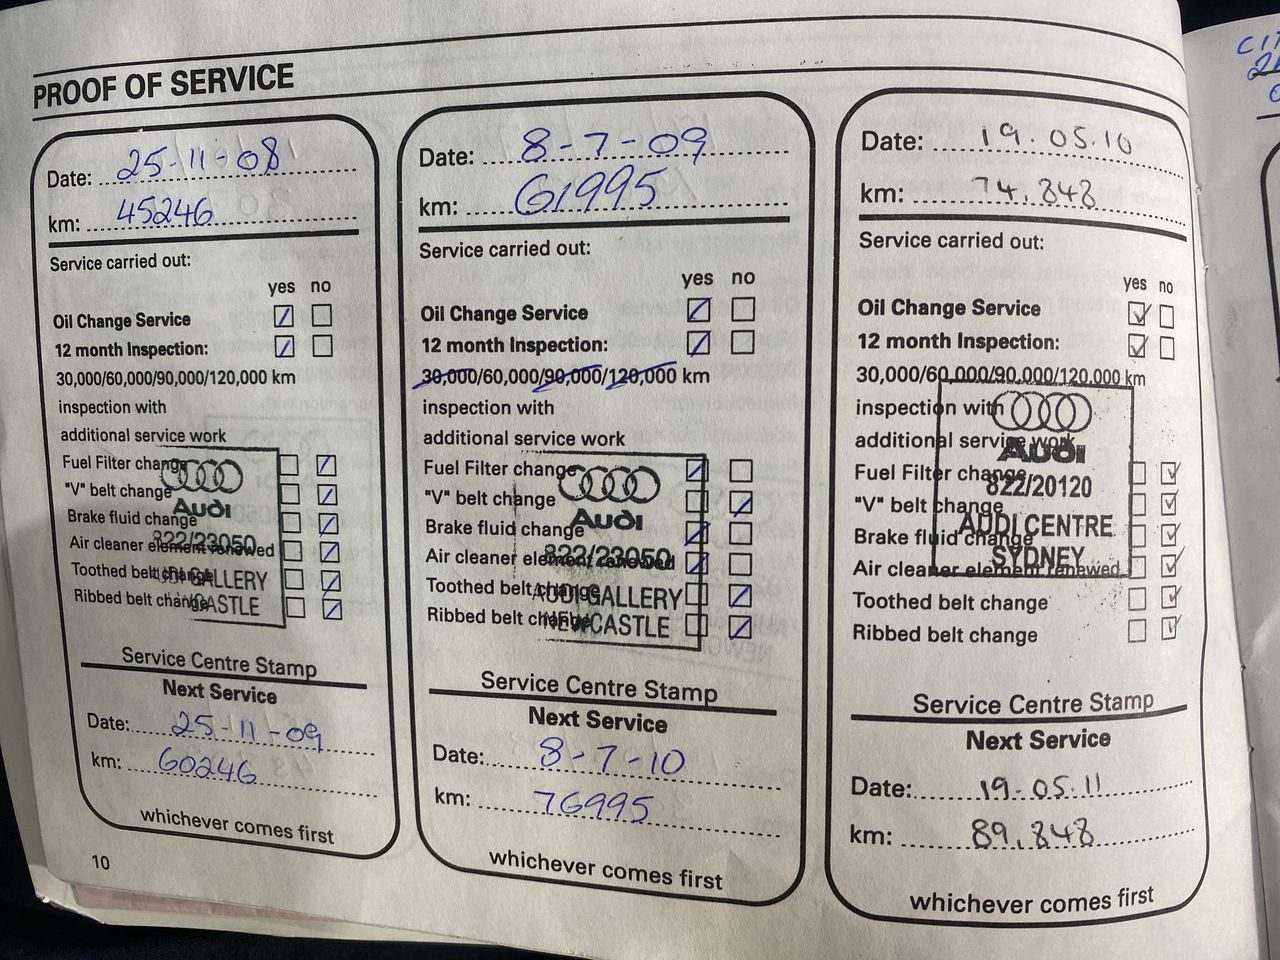 PROOF OF SERVICE
Date: 25-11-08
km: 45246
Service carried out:
yes no
Oil Change Service
12 month Inspection:
30,000/60,000/90,000/120,000 km
inspection with
additional service work
Fuel Filter change
"V" belt change
Brake fluid change
Air cleaner element renewed
Toothed belt change
Ribbed belt change
Audi
822/23050
GALLERY
CASTLE
Service Centre Stamp
Next Service
Date: 25-11-09
km: 60246
whichever comes first
10
Date: 8-7-09
km: 61995
Service carried out:
yes no
Oil Change Service
12 month Inspection:
30,000/60,000/90,000/120,000 km
inspection with
additional service work
Fuel Filter change
"V" belt change
Brake fluid change
Air cleaner element renewed
Toothed belt change
Ribbed belt change
Audi
822/23050
AUDI GALLERY
NEWCASTLE
Service Centre Stamp
Next Service
Date: 8-7-10
km: 76995
whichever comes first
Date: 19.05.10
km: 74,848
Service carried out:
yes no
Oil Change Service
12 month Inspection:
30,000/60,000/90,000/120,000 km
inspection with
additional service work
Fuel Filter change
"V" belt change
Brake fluid change
Air cleaner element renewed
Toothed belt change
Ribbed belt change
Audi
822/20120
AUDI CENTRE
SYDNEY
Service Centre Stamp
Next Service
Date: 19.05.11
km: 89,848
whichever comes first